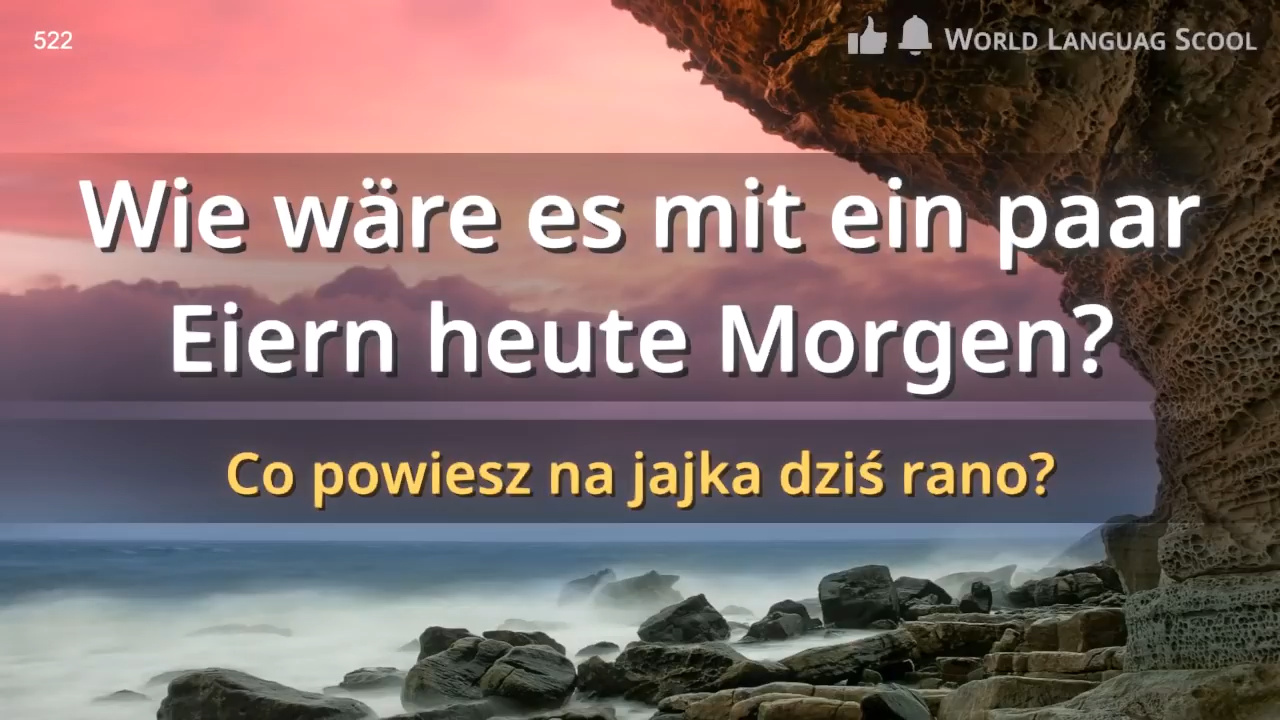 522
World Languag Scool
Wie wäre es mit ein paar
Eiern heute Morgen?
Co powiesz na jajka dziś rano?